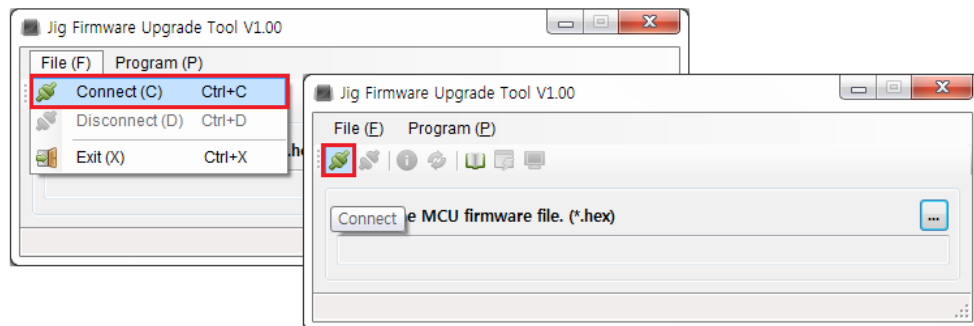 Jig Firmware Upgrade Tool V1.00
File (F) Program (P)
Connect (C) Ctrl+C
Disconnect (D) Ctrl+D
Exit (X) Ctrl+X
Jig Firmware Upgrade Tool V1.00
File (F) Program (P)
Connect
e MCU firmware file. (*.hex)
...